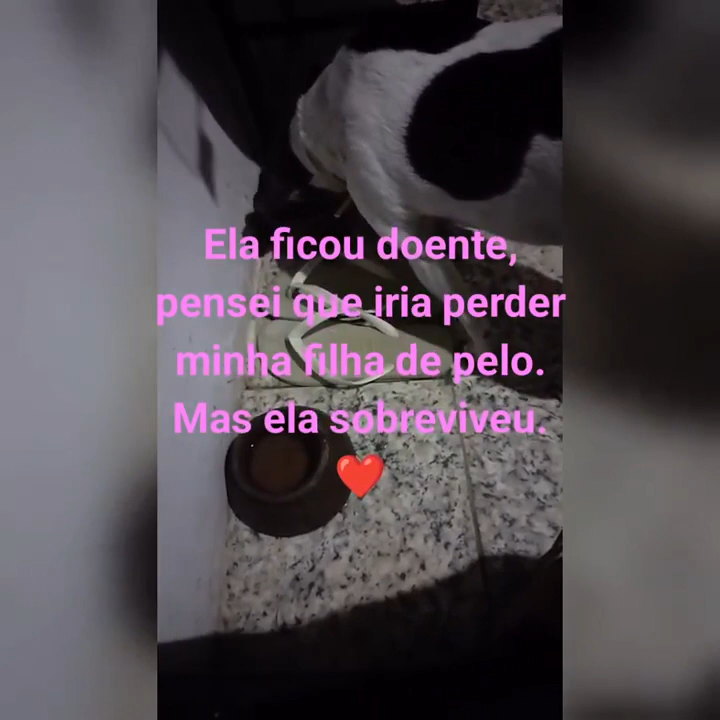 Ela ficou doente,
pensei que iria perder
minha filha de pelo.
Mas ela sobreviveu.
❤️